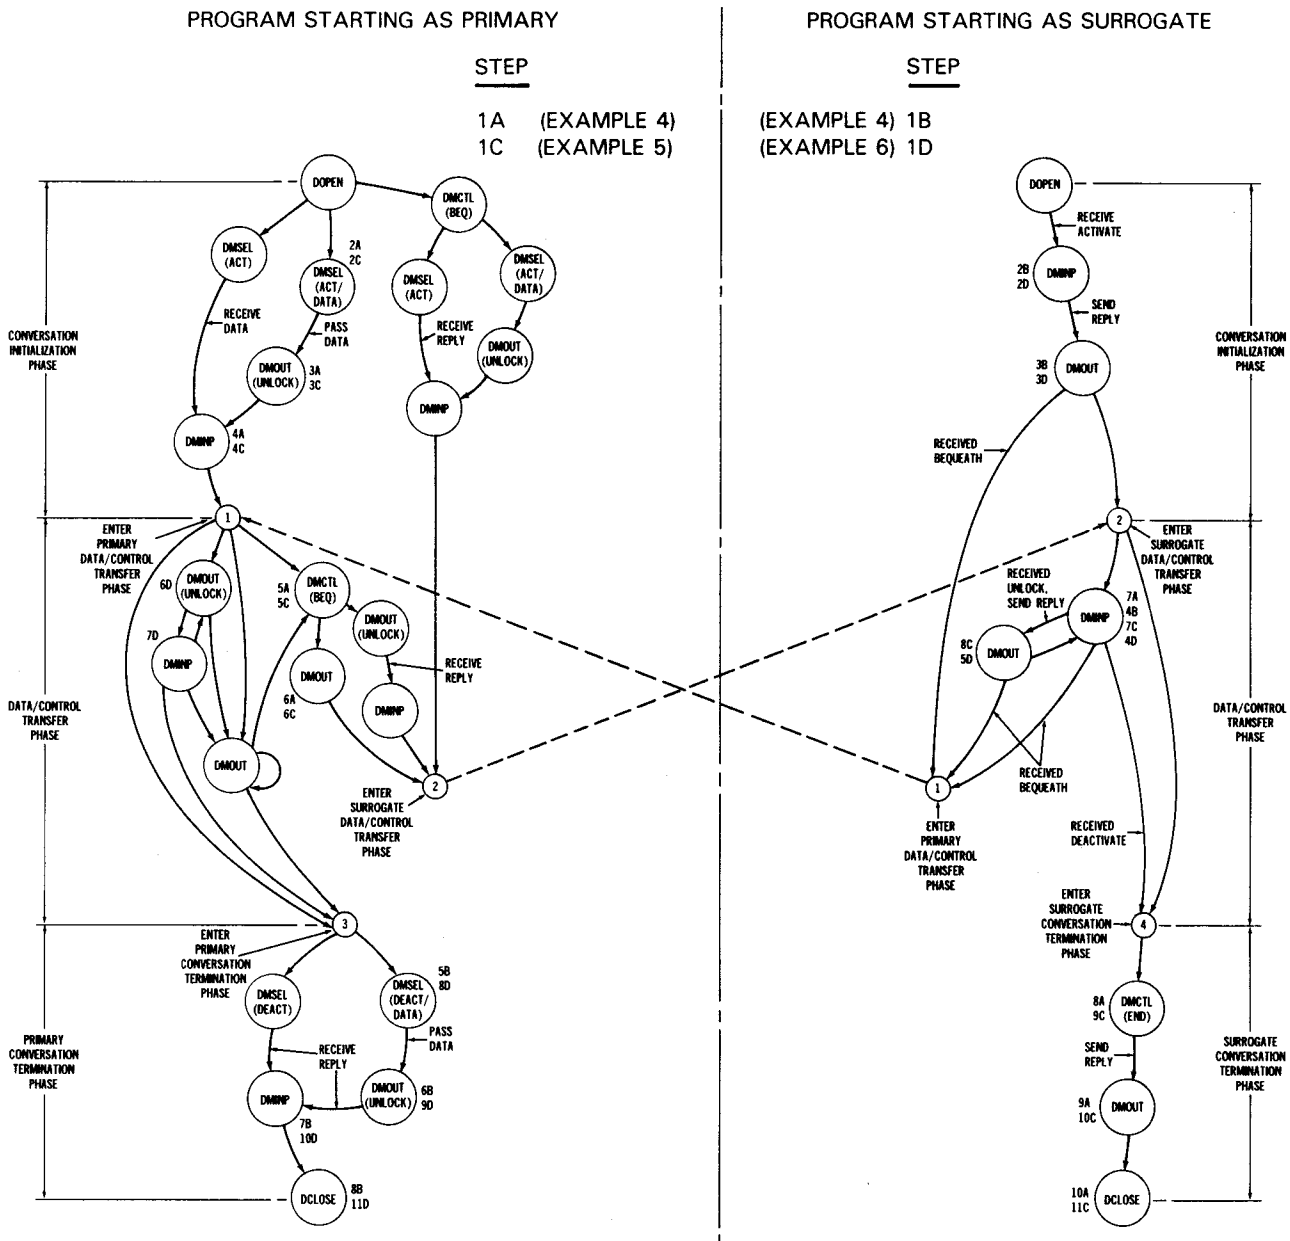 PROGRAM STARTING AS PRIMARY
PROGRAM STARTING AS SURROGATE
STEP
STEP
1A (EXAMPLE 4)
(EXAMPLE 4) 1B
1C (EXAMPLE 5)
(EXAMPLE 6) 1D
DOPEN
DMCTL
(BEQ)
DMSEL
(ACT)
2A
2C
DMSEL
(ACT/
DATA)
DMSEL
(ACT)
DMSEL
(ACT/
DATA)
RECEIVE
DATA
PASS
DATA
RECEIVE
REPLY
DMOUT
(UNLOCK)
CONVERSATION
INITIALIZATION
PHASE
DMOUT
(UNLOCK)
3A
3C
DMINP
DMINP
4A
4C
1
ENTER
PRIMARY
DATA/CONTROL
TRANSFER
PHASE
6D
DMOUT
(UNLOCK)
5A
5C
DMCTL
(BEQ)
DMOUT
(UNLOCK)
7D
DMINP
DMOUT
RECEIVE
REPLY
6A
6C
DMINP
DATA/CONTROL
TRANSFER
PHASE
DMOUT
2
ENTER
SURROGATE
DATA/CONTROL
TRANSFER
PHASE
3
ENTER
PRIMARY
CONVERSATION
TERMINATION
PHASE
DMSEL
(DEACT)
DMSEL
(DEACT/
DATA)
5B
8D
PASS
DATA
PRIMARY
CONVERSATION
TERMINATION
PHASE
RECEIVE
REPLY
DMINP
DMOUT
(UNLOCK)
6B
9D
7B
10D
DCLOSE
8B
11D
DOPEN
RECEIVE
ACTIVATE
2B
2D
DMINP
SEND
REPLY
3B
3D
DMOUT
CONVERSATION
INITIALIZATION
PHASE
RECEIVED
BEQUEATH
2
ENTER
SURROGATE
DATA/CONTROL
TRANSFER
PHASE
RECEIVED
UNLOCK,
SEND REPLY
DMINP
7A
4B
7C
4D
8C
5D
DMOUT
DATA/CONTROL
TRANSFER
PHASE
RECEIVED
BEQUEATH
1
ENTER
PRIMARY
DATA/CONTROL
TRANSFER
PHASE
RECEIVED
DEACTIVATE
ENTER
SURROGATE
CONVERSATION
TERMINATION
PHASE
4
8A
9C
DMCTL
(END)
SEND
REPLY
SURROGATE
CONVERSATION
TERMINATION
PHASE
9A
10C
DMOUT
10A
11C
DCLOSE